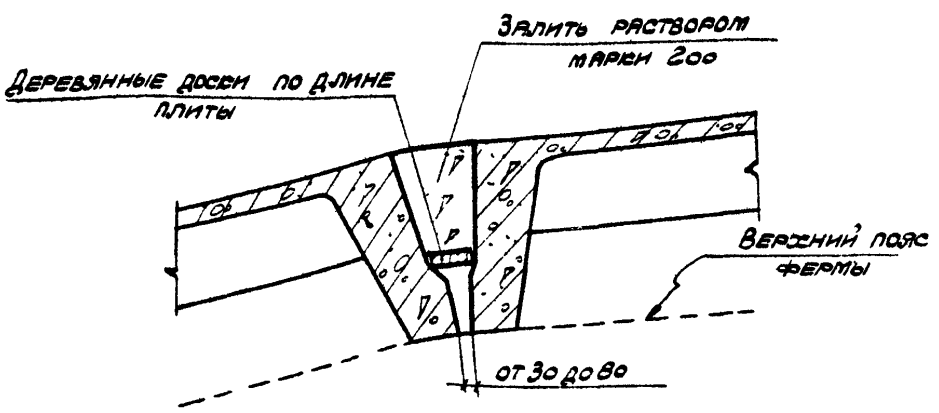 Залить раствором
марки 200
Деревянные доски по длине
плиты
Верхний пояс
фермы
от 30 до 80